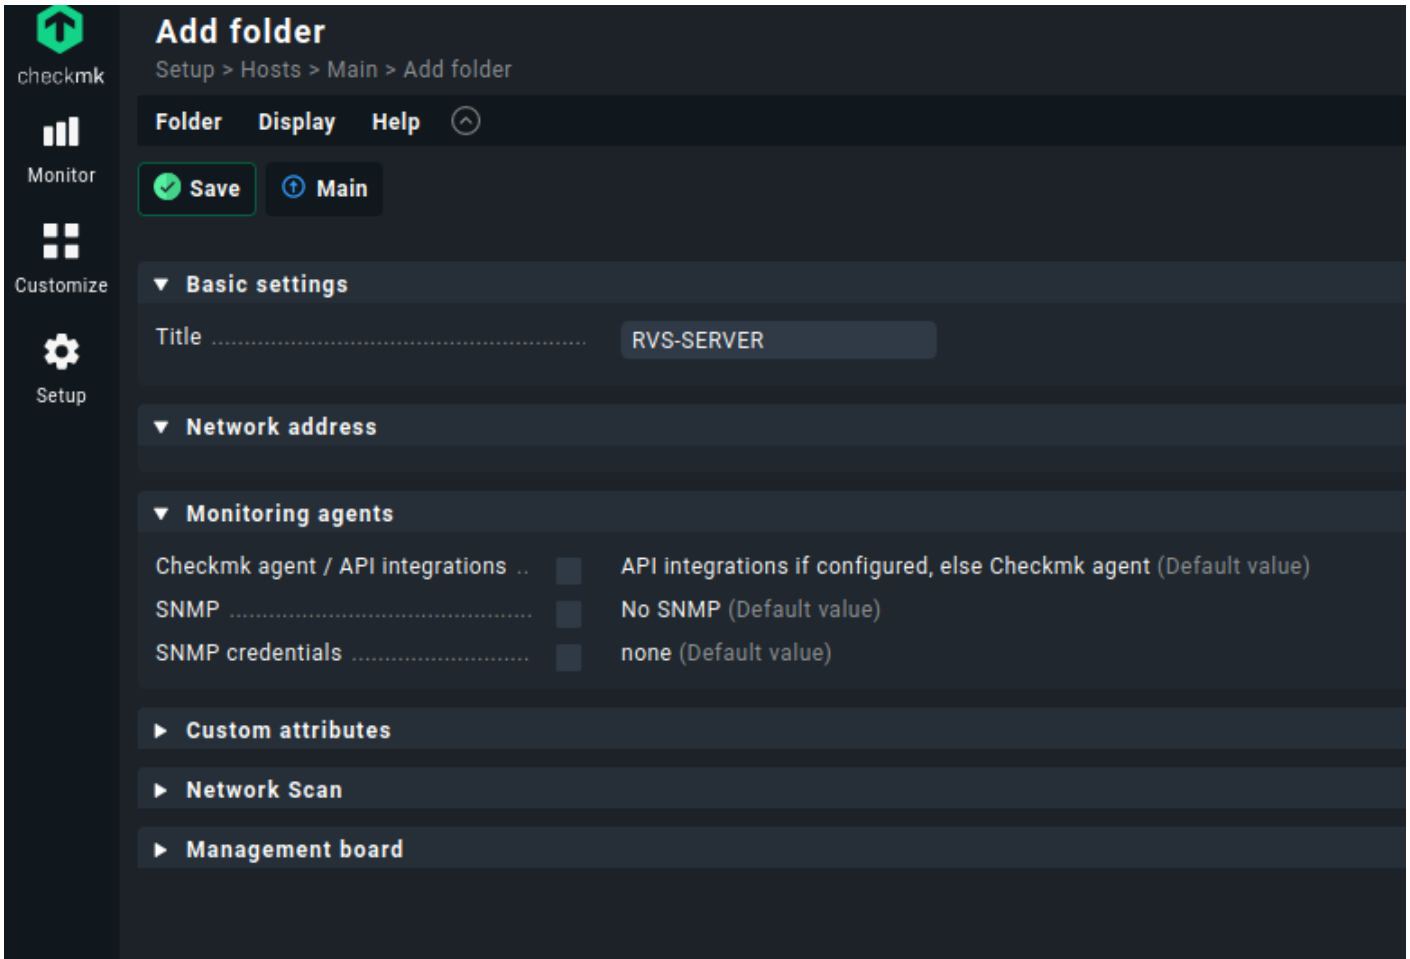 Add folder
Setup > Hosts > Main > Add folder
checkmk
Folder Display Help
Monitor
Save Main
Customize
Basic settings
Title RVS-SERVER
Setup
Network address
Monitoring agents
Checkmk agent / API integrations API integrations if configured, else Checkmk agent (Default value)
SNMP No SNMP (Default value)
SNMP credentials none (Default value)
Custom attributes
Network Scan
Management board